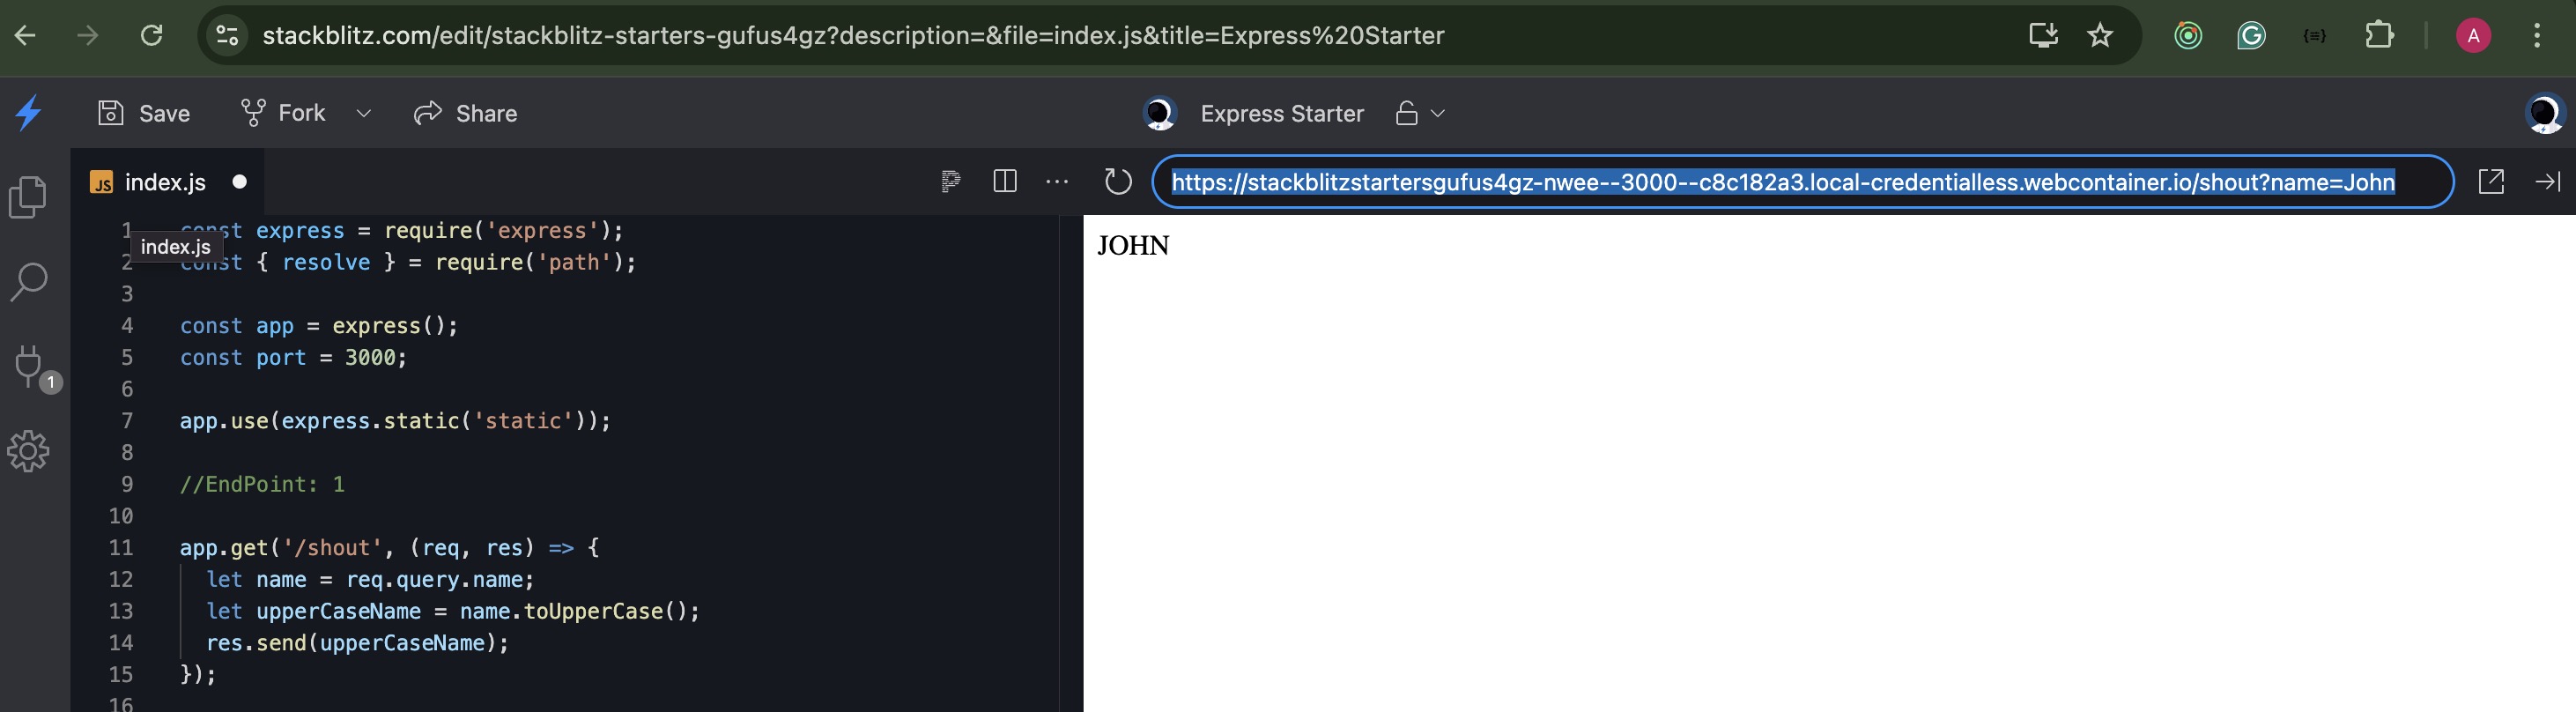 stackblitz.com/edit/stackblitz-starters-gufus4gz?description=&file=index.js&title=Express%20Starter
A
Save
Fork
Share
Express Starter
JS index.js
https://stackblitzstartersgufus4gz-nwee--3000--c8c182a3.local-credentialless.webcontainer.io/shout?name=John
1 const express = require('express');
index.js
2 const { resolve } = require('path');
3
4 const app = express();
5 const port = 3000;
6
7 app.use(express.static('static'));
8
9 //EndPoint: 1
10
11 app.get('/shout', (req, res) => {
12 let name = req.query.name;
13 let upperCaseName = name.toUpperCase();
14 res.send(upperCaseName);
15 });
16
1
JOHN